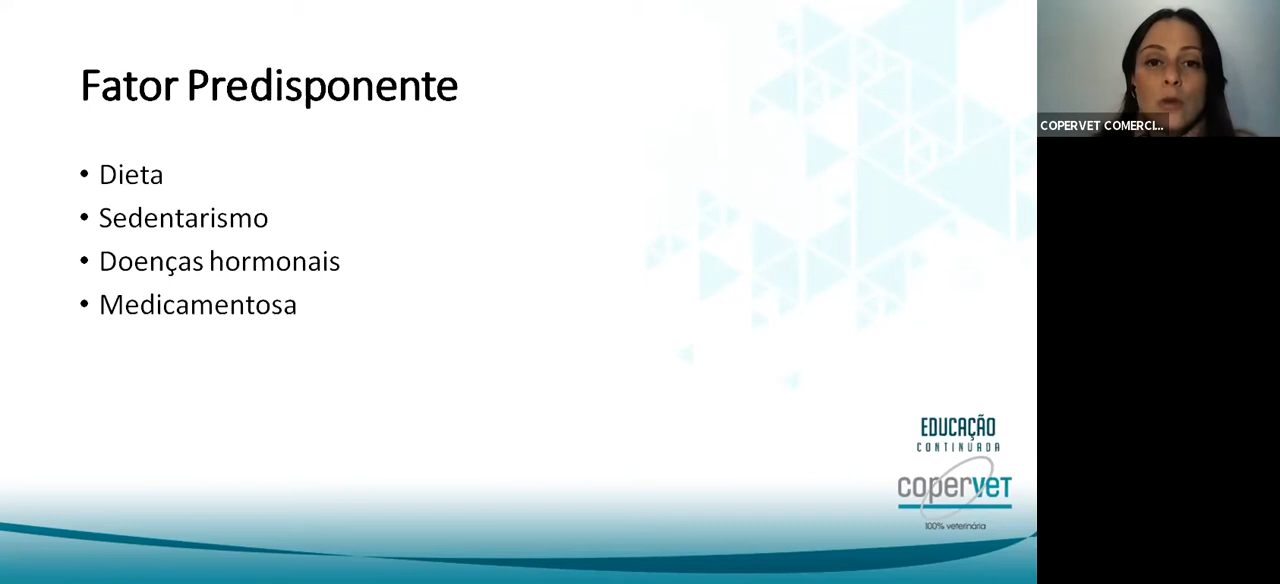 Fator Predisponente
• Dieta
• Sedentarismo
• Doenças hormonais
• Medicamentosa
EDUCAÇÃO
CONTINUADA
copervet
100% veterinária
COPERVET COMERCI...